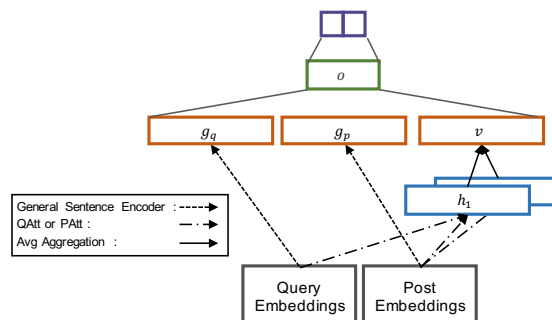 o
g_q
g_p
v
h_1
General Sentence Encoder :
QAtt or PAtt :
Avg Aggregation :
Query
Embeddings
Post
Embeddings